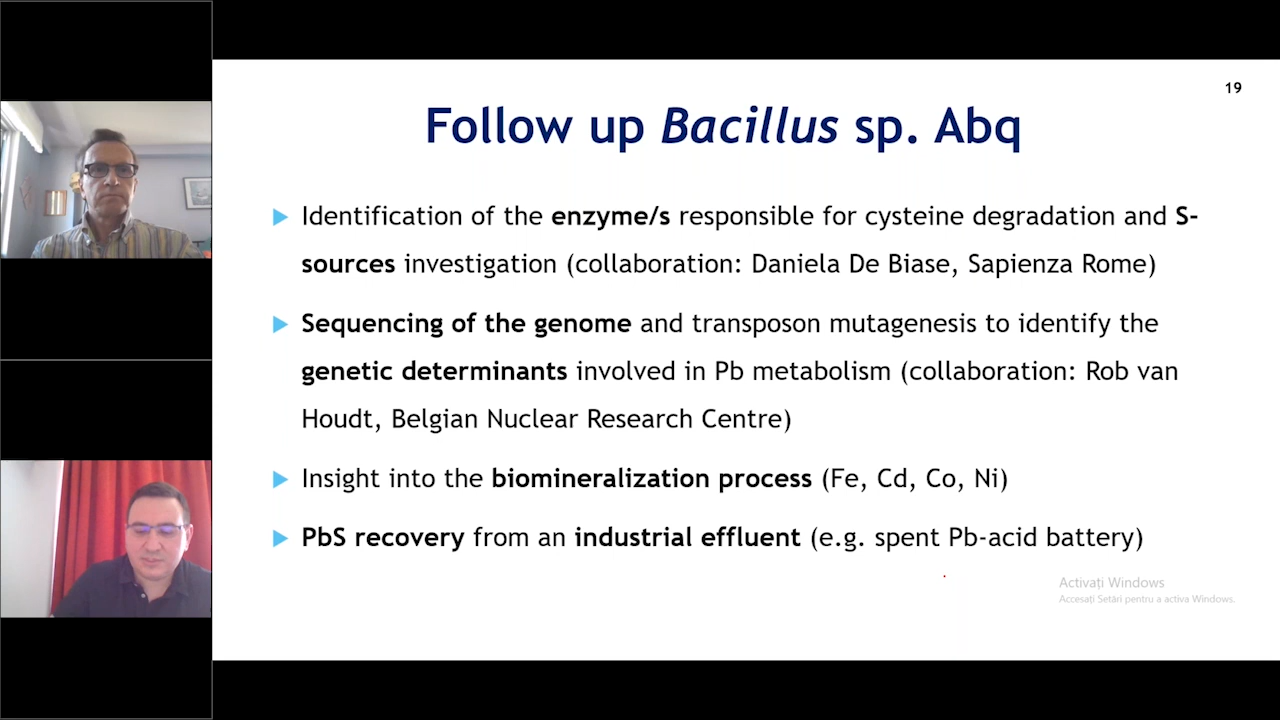 19
Follow up Bacillus sp. Abq
Identification of the enzyme/s responsible for cysteine degradation and S-
sources investigation (collaboration: Daniela De Biase, Sapienza Rome)
Sequencing of the genome and transposon mutagenesis to identify the
genetic determinants involved in Pb metabolism (collaboration: Rob van
Houdt, Belgian Nuclear Research Centre)
Insight into the biomineralization process (Fe, Cd, Co, Ni)
PbS recovery from an industrial effluent (e.g. spent Pb-acid battery)
Activați Windows
Accesați Setări pentru a activa Windows.